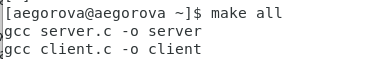 [aegorova@aegorova ~]$ make all
gcc server.c -o server
gcc client.c -o client